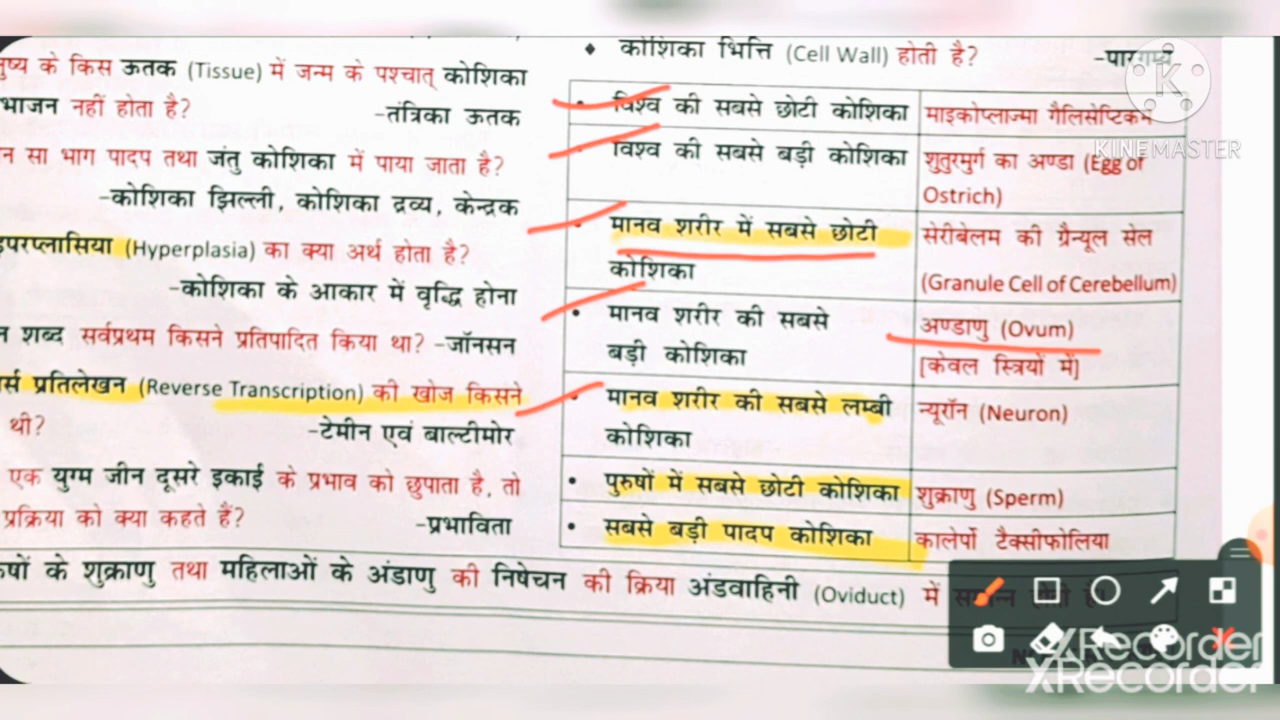 ष्य के किस ऊतक (Tissue) में जन्म के पश्चात् कोशिका
भाजन नहीं होता है? -तंत्रिका ऊतक
न सा भाग पादप तथा जंतु कोशिका में पाया जाता है?
-कोशिका झिल्ली, कोशिका द्रव्य, केन्द्रक
इपरप्लासिया (Hyperplasia) का क्या अर्थ होता है?
-कोशिका के आकार में वृद्धि होना
न शब्द सर्वप्रथम किसने प्रतिपादित किया था? -जॉनसन
र्स प्रतिलेखन (Reverse Transcription) की खोज किसने
थी? -टेमीन एवं बाल्टीमोर
एक युग्म जीन दूसरे इकाई के प्रभाव को छुपाता है, तो
प्रक्रिया को क्या कहते हैं? -प्रभाविता
♦ कोशिका भित्ति (Cell Wall) होती है? -पारगम्य
• विश्व की सबसे छोटी कोशिका माइकोप्लाज्मा गैलिसेप्टिकम
• विश्व की सबसे बड़ी कोशिका शुतुरमुर्ग का अण्डा (Egg of
Ostrich)
• मानव शरीर में सबसे छोटी सेरीबेलम की ग्रैन्यूल सेल
कोशिका (Granule Cell of Cerebellum)
• मानव शरीर की सबसे अण्डाणु (Ovum)
बड़ी कोशिका [केवल स्त्रियों में]
• मानव शरीर की सबसे लम्बी न्यूरॉन (Neuron)
कोशिका
• पुरुषों में सबसे छोटी कोशिका शुक्राणु (Sperm)
• सबसे बड़ी पादप कोशिका कालेर्पो टैक्सीफोलिया
रुषों के शुक्राणु तथा महिलाओं के अंडाणु की निषेचन की क्रिया अंडवाहिनी (Oviduct) में
KINEMASTER
XRecorder
XRecorder